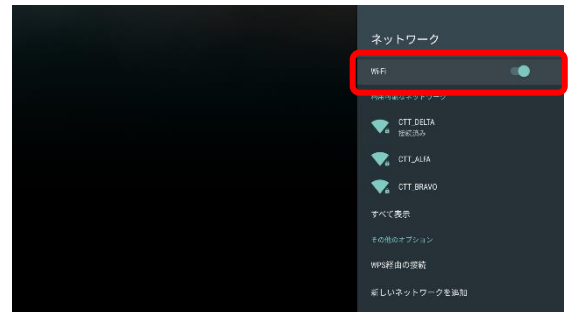 ネットワーク
Wi-Fi
利用可能なネットワーク
CTT_DELTA
接続済み
CTT_ALFA
CTT_BRAVO
すべて表示
その他のオプション
WPS経由の接続
新しいネットワークを追加